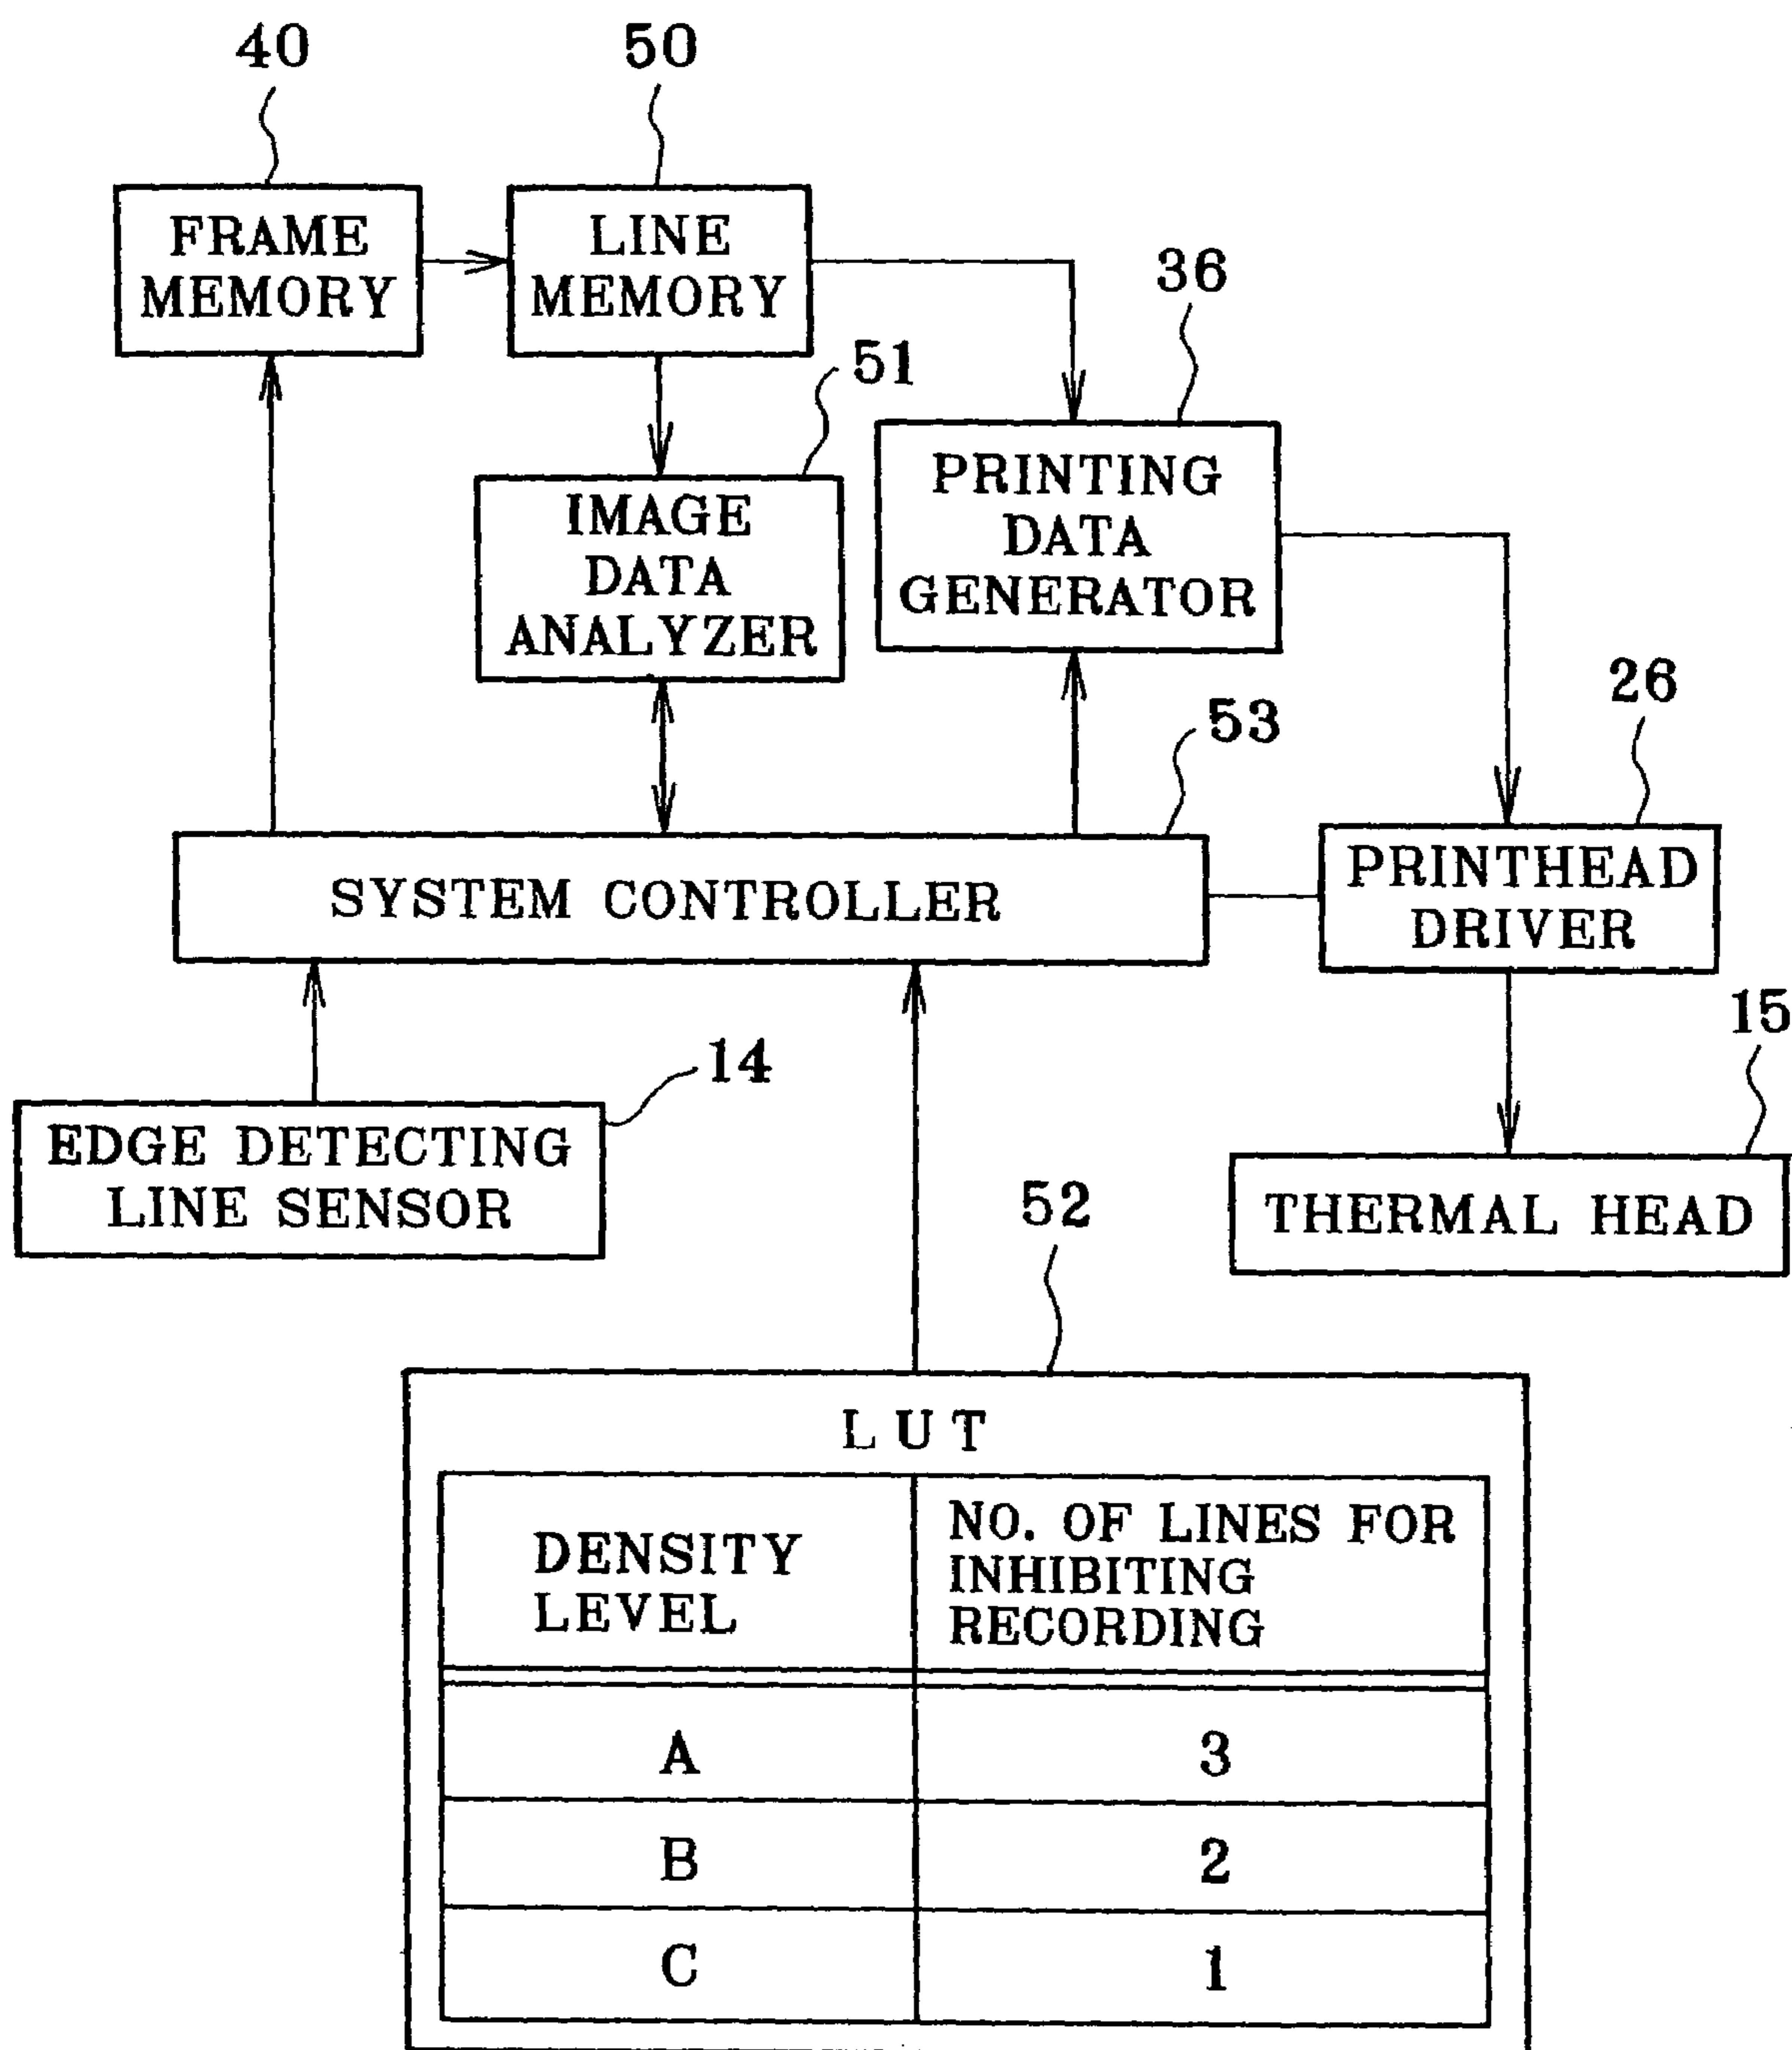 40
50
FRAME
MEMORY
LINE
MEMORY
36
51
PRINTING
DATA
GENERATOR
IMAGE
DATA
ANALYZER
26
53
SYSTEM CONTROLLER
PRINTHEAD
DRIVER
15
14
EDGE DETECTING
LINE SENSOR
THERMAL HEAD
52
LUT
DENSITY
LEVEL
NO. OF LINES FOR
INHIBITING
RECORDING
A
3
B
2
C
1